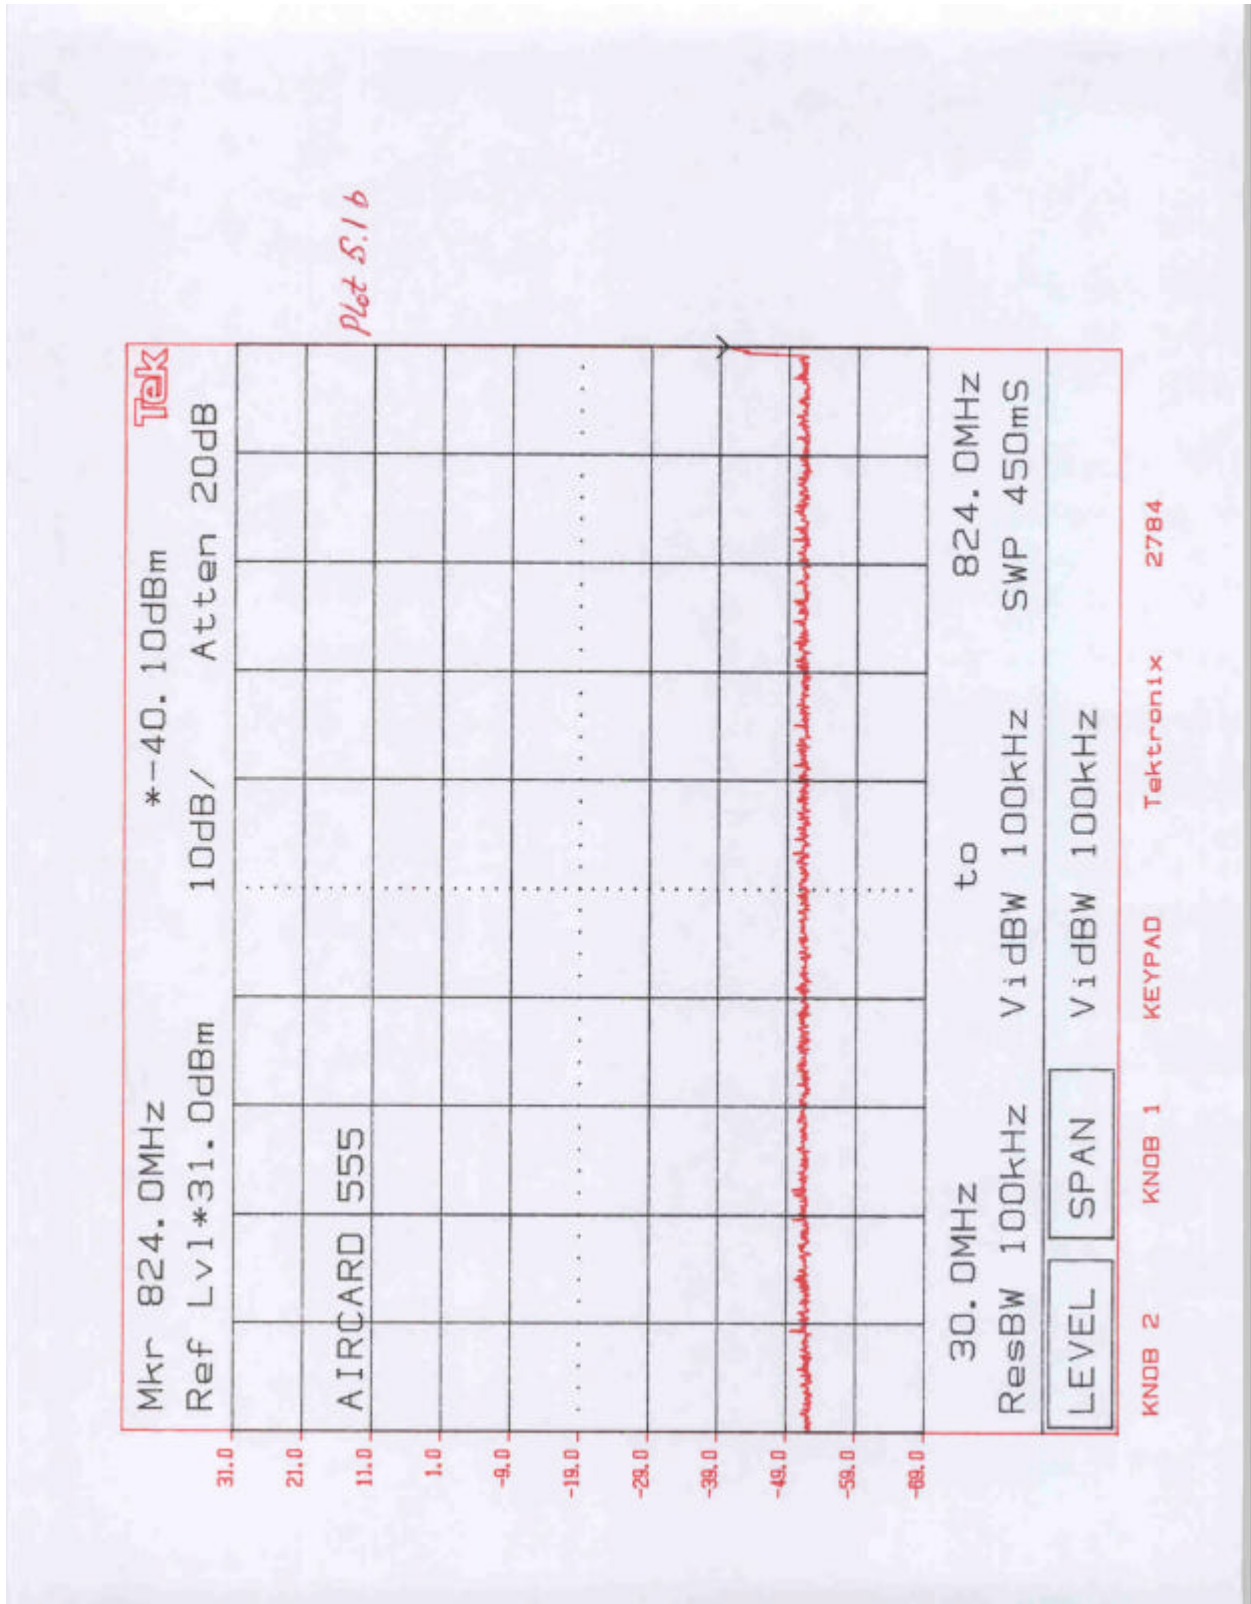 Mkr 824.0MHz *-40.10dBm Tek
Ref Lvl*31.0dBm 10dB/ Atten 20dB
31.0
21.0
AIRCARD 555
Plot 5.1b
11.0
1.0
-9.0
-19.0
-29.0
-39.0
-49.0
-59.0
-69.0
30.0MHz to 824.0MHz
ResBW 100kHz VidBW 100kHz SWP 450mS
LEVEL SPAN VidBW 100kHz
KNOB 2 KNOB 1 KEYPAD Tektronix 2784